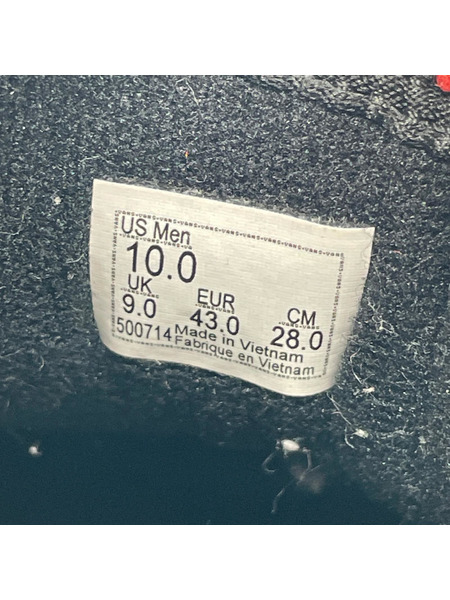 US Men
10.0
UK EUR CM
9.0 43.0 28.0
500714 Made in Vietnam
Fabrique en Vietnam